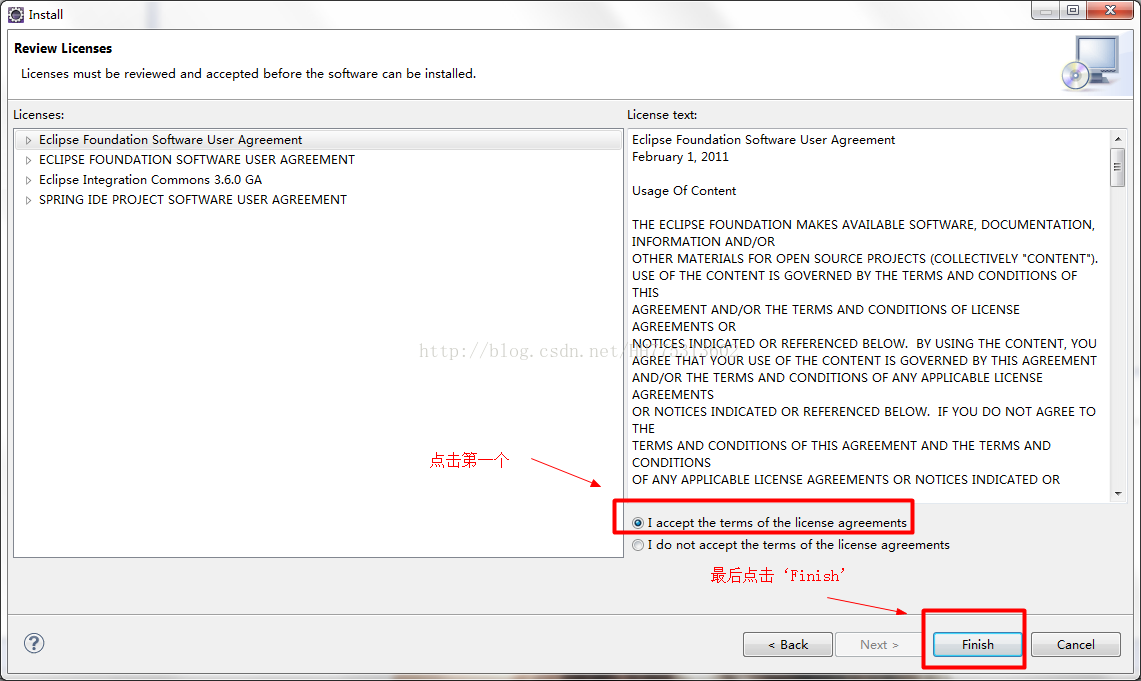 Install
Review Licenses
Licenses must be reviewed and accepted before the software can be installed.
Licenses:
Eclipse Foundation Software User Agreement
ECLIPSE FOUNDATION SOFTWARE USER AGREEMENT
Eclipse Integration Commons 3.6.0 GA
SPRING IDE PROJECT SOFTWARE USER AGREEMENT
License text:
Eclipse Foundation Software User Agreement
February 1, 2011
Usage Of Content
THE ECLIPSE FOUNDATION MAKES AVAILABLE SOFTWARE, DOCUMENTATION,
INFORMATION AND/OR
OTHER MATERIALS FOR OPEN SOURCE PROJECTS (COLLECTIVELY "CONTENT").
USE OF THE CONTENT IS GOVERNED BY THE TERMS AND CONDITIONS OF
THIS
AGREEMENT AND/OR THE TERMS AND CONDITIONS OF LICENSE
AGREEMENTS OR
NOTICES INDICATED OR REFERENCED BELOW.  BY USING THE CONTENT, YOU
AGREE THAT YOUR USE OF THE CONTENT IS GOVERNED BY THIS AGREEMENT
AND/OR THE TERMS AND CONDITIONS OF ANY APPLICABLE LICENSE
AGREEMENTS
OR NOTICES INDICATED OR REFERENCED BELOW.  IF YOU DO NOT AGREE TO
THE
TERMS AND CONDITIONS OF THIS AGREEMENT AND THE TERMS AND
CONDITIONS
OF ANY APPLICABLE LICENSE AGREEMENTS OR NOTICES INDICATED OR
http://blog.csdn.net/
点击第一个
I accept the terms of the license agreements
I do not accept the terms of the license agreements
最后点击‘Finish’
< Back
Next >
Finish
Cancel